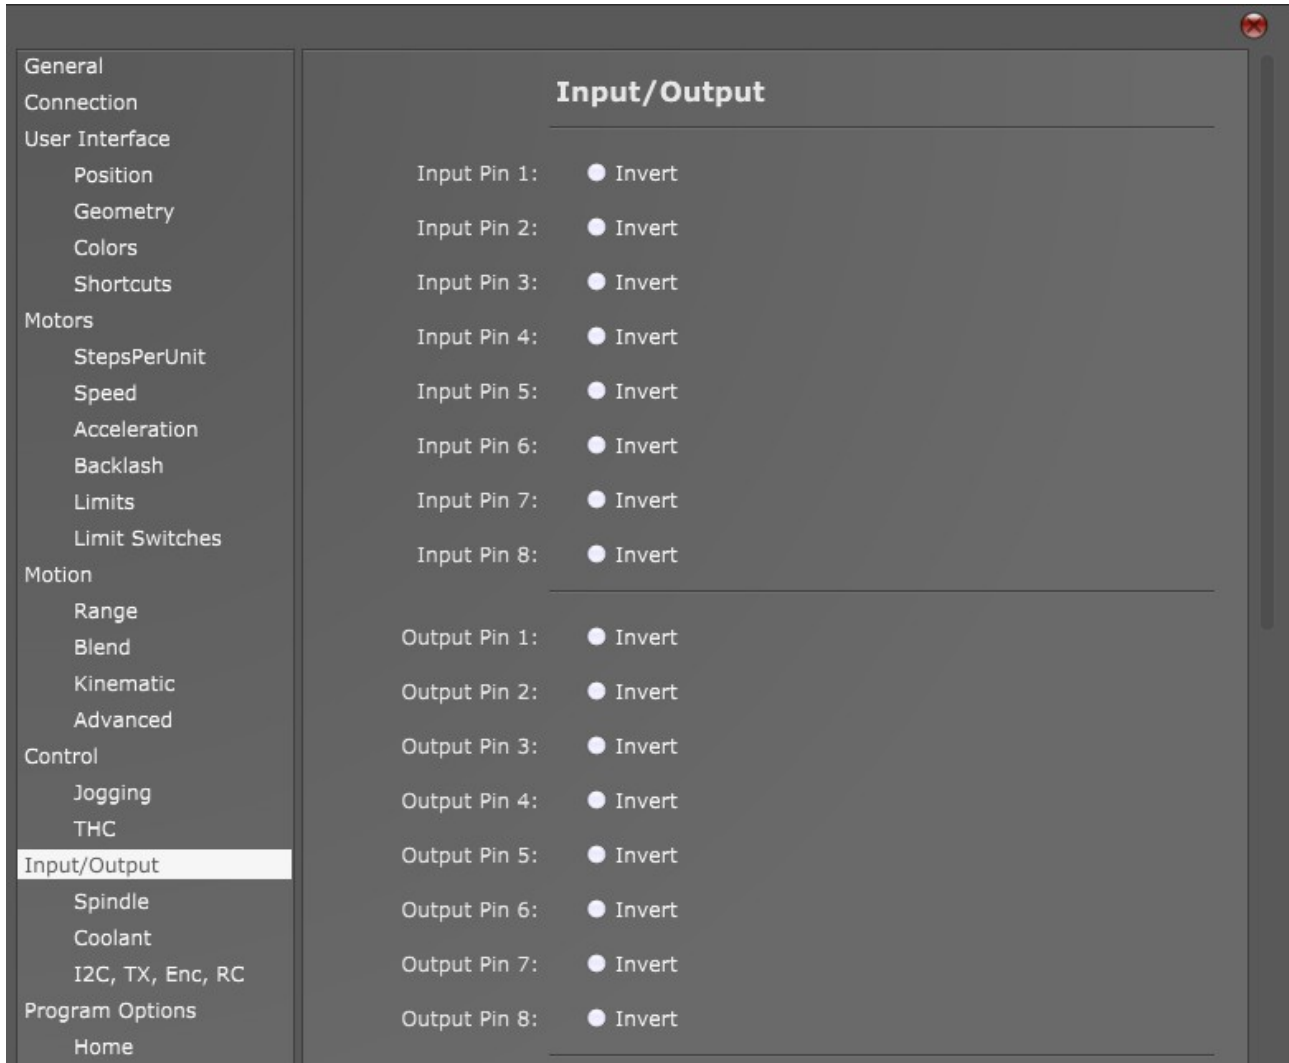 General
Connection
User Interface
Position
Geometry
Colors
Shortcuts
Motors
StepsPerUnit
Speed
Acceleration
Backlash
Limits
Limit Switches
Motion
Range
Blend
Kinematic
Advanced
Control
Jogging
THC
Input/Output
Spindle
Coolant
I2C, TX, Enc, RC
Program Options
Home
Input/Output
Input Pin 1: Invert
Input Pin 2: Invert
Input Pin 3: Invert
Input Pin 4: Invert
Input Pin 5: Invert
Input Pin 6: Invert
Input Pin 7: Invert
Input Pin 8: Invert
Output Pin 1: Invert
Output Pin 2: Invert
Output Pin 3: Invert
Output Pin 4: Invert
Output Pin 5: Invert
Output Pin 6: Invert
Output Pin 7: Invert
Output Pin 8: Invert